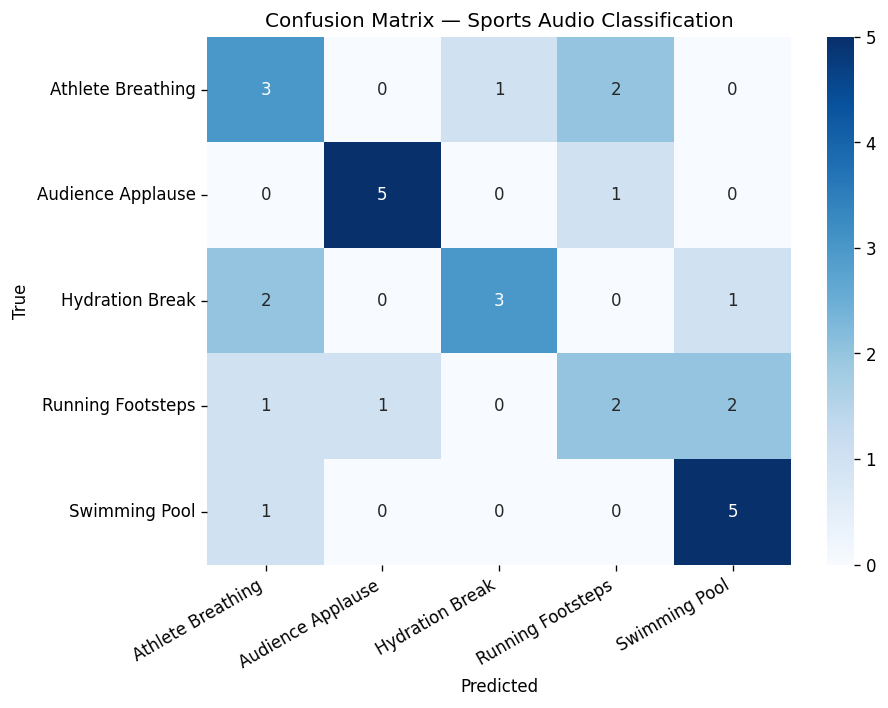 Confusion Matrix — Sports Audio Classification
True
Athlete Breathing 3 0 1 2 0
Audience Applause 0 5 0 1 0
Hydration Break 2 0 3 0 1
Running Footsteps 1 1 0 2 2
Swimming Pool 1 0 0 0 5
Athlete Breathing
Audience Applause
Hydration Break
Running Footsteps
Swimming Pool
Predicted
5
4
3
2
1
0